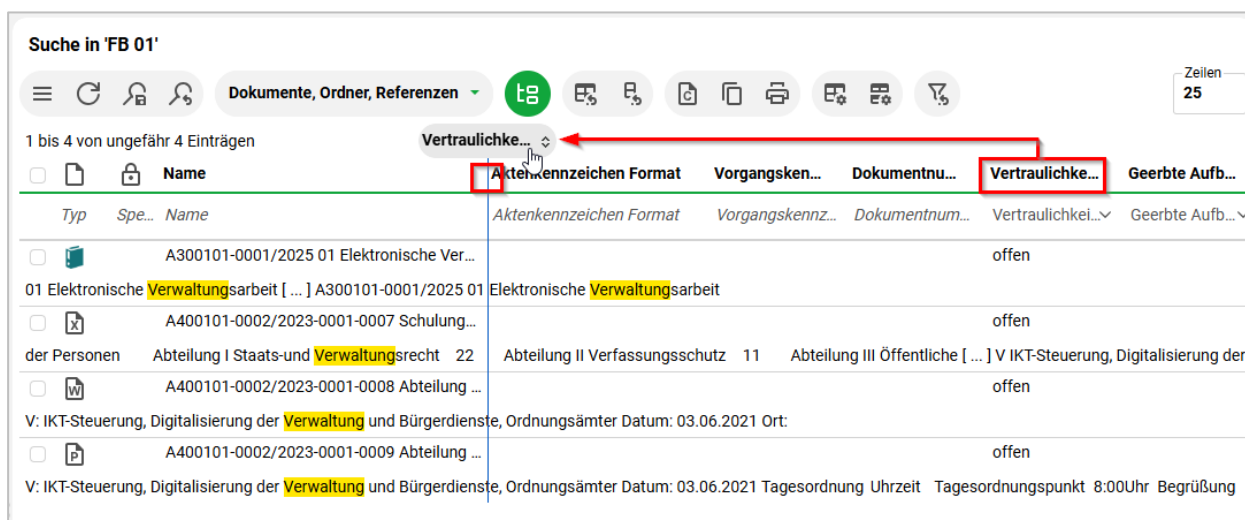 Suche in 'FB 01'
Dokumente, Ordner, Referenzen
Zeilen
25
1 bis 4 von ungefähr 4 Einträgen
Vertraulichke...
Name Aktenkennzeichen Format Vorgangsken... Dokumentnu... Vertraulichke... Geerbte Aufb...
Typ Spe... Name Aktenkennzeichen Format Vorgangskennz... Dokumentnum... Vertraulichkei... Geerbte Aufb...
A300101-0001/2025 01 Elektronische Ver... offen
01 Elektronische Verwaltungsarbeit [ ... ] A300101-0001/2025 01 Elektronische Verwaltungsarbeit
A400101-0002/2023-0001-0007 Schulung... offen
der Personen Abteilung I Staats-und Verwaltungsrecht 22 Abteilung II Verfassungsschutz 11 Abteilung III Öffentliche [ ... ] V IKT-Steuerung, Digitalisierung der
A400101-0002/2023-0001-0008 Abteilung ... offen
V: IKT-Steuerung, Digitalisierung der Verwaltung und Bürgerdienste, Ordnungsämter Datum: 03.06.2021 Ort:
A400101-0002/2023-0001-0009 Abteilung ... offen
V: IKT-Steuerung, Digitalisierung der Verwaltung und Bürgerdienste, Ordnungsämter Datum: 03.06.2021 Tagesordnung Uhrzeit Tagesordnungspunkt 8:00Uhr Begrüßung